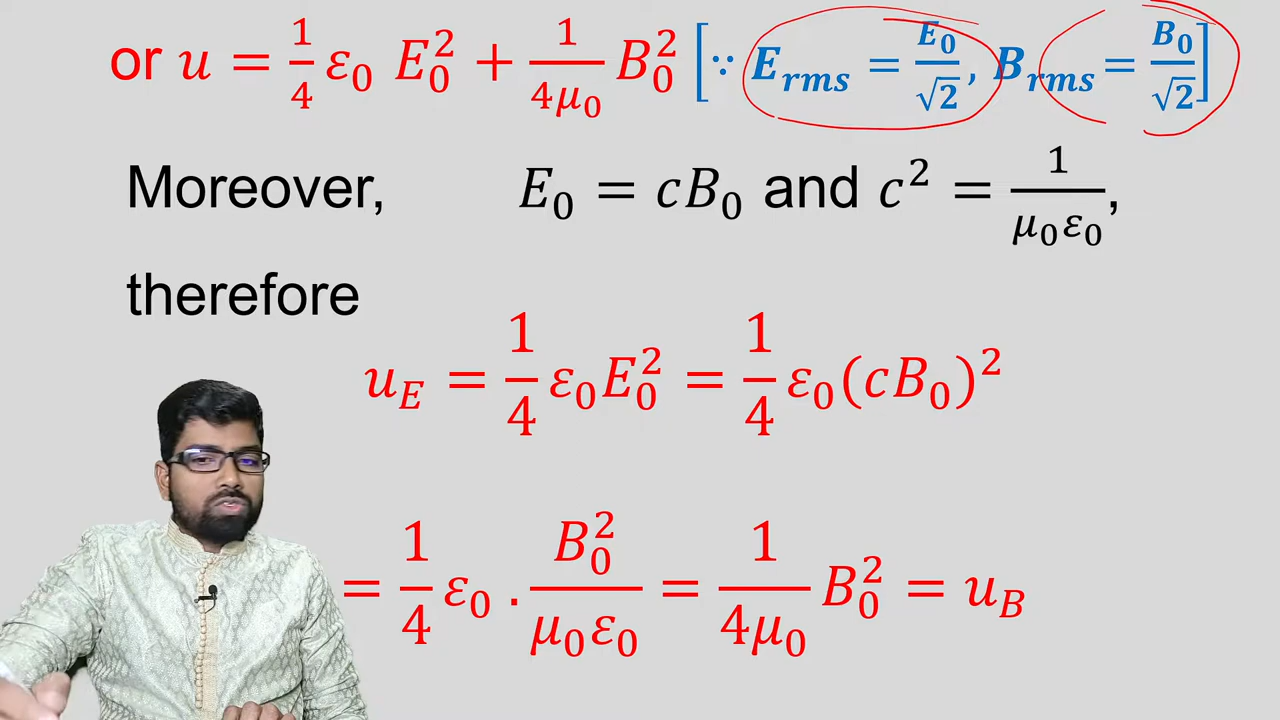 or u = 1/4 ε₀ E₀² + 1/(4μ₀) B₀² [∵ E_rms = E₀/√2, B_rms = B₀/√2]
Moreover, E₀ = cB₀ and c² = 1/(μ₀ε₀),
therefore
u_E = 1/4 ε₀E₀² = 1/4 ε₀(cB₀)²
= 1/4 ε₀ . B₀²/(μ₀ε₀) = 1/(4μ₀) B₀² = u_B